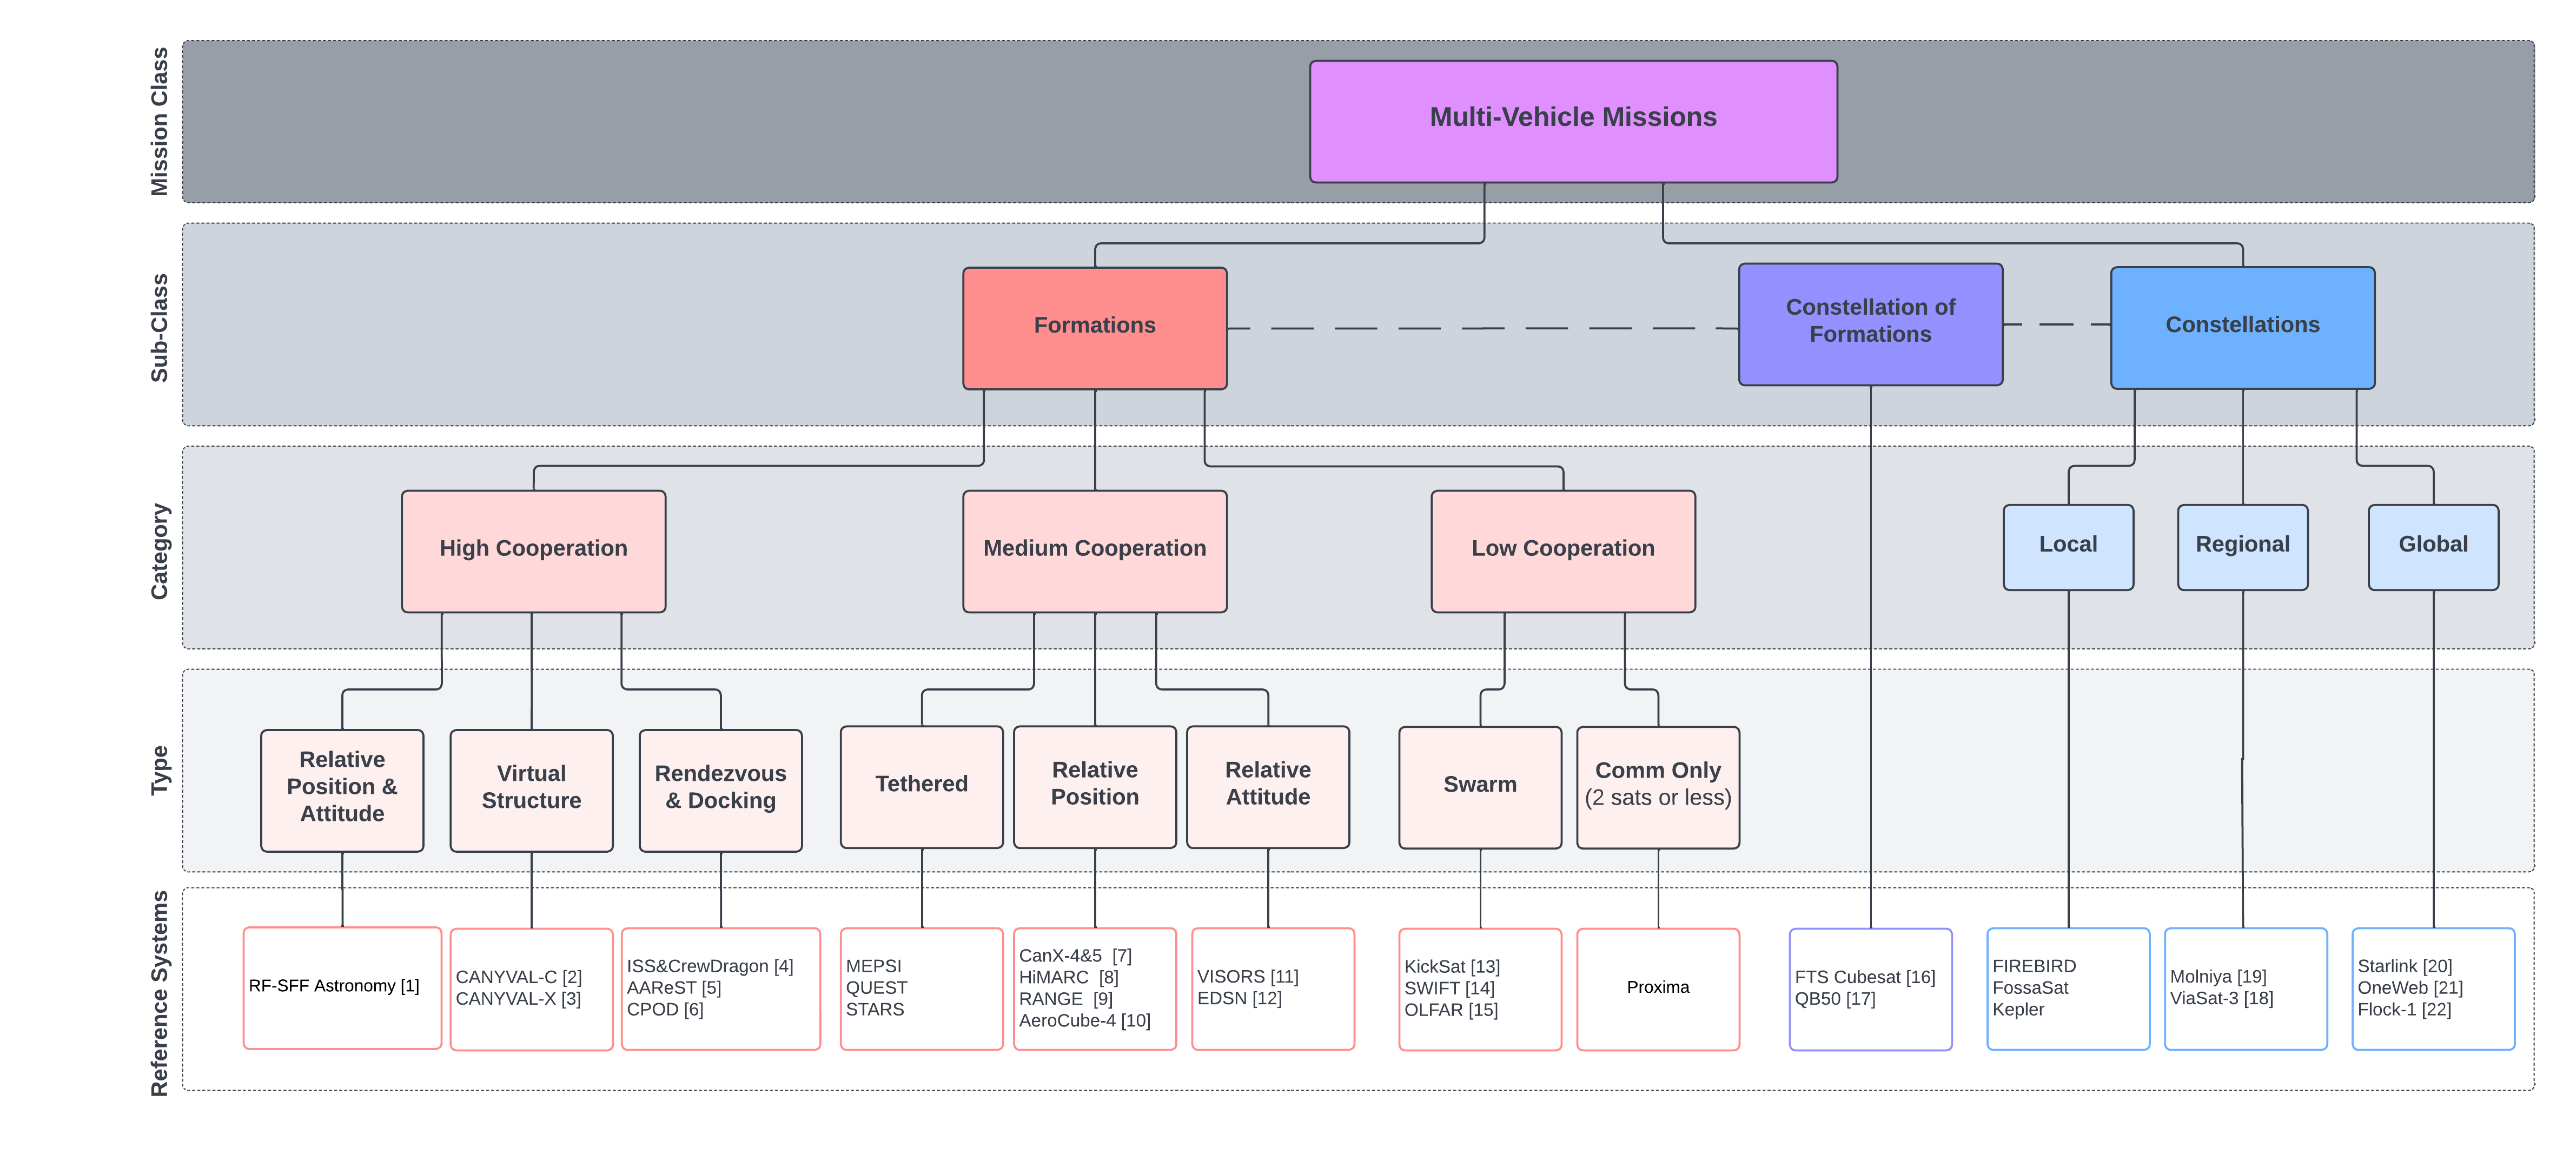 Mission Class
Multi-Vehicle Missions
Sub-Class
Formations
Constellation of
Formations
Constellations
Category
High Cooperation
Medium Cooperation
Low Cooperation
Local
Regional
Global
Type
Relative
Position &
Attitude
Virtual
Structure
Rendezvous
& Docking
Tethered
Relative
Position
Relative
Attitude
Swarm
Comm Only
(2 sats or less)
Reference Systems
RF-SFF Astronomy [1]
CANYVAL-C [2]
CANYVAL-X [3]
ISS&CrewDragon [4]
AAReST [5]
CPOD [6]
MEPSI
QUEST
STARS
CanX-4&5 [7]
HiMARC [8]
RANGE [9]
AeroCube-4 [10]
VISORS [11]
EDSN [12]
KickSat [13]
SWIFT [14]
OLFAR [15]
Proxima
FTS Cubesat [16]
QB50 [17]
FIREBIRD
FossaSat
Kepler
Molniya [19]
ViaSat-3 [18]
Starlink [20]
OneWeb [21]
Flock-1 [22]